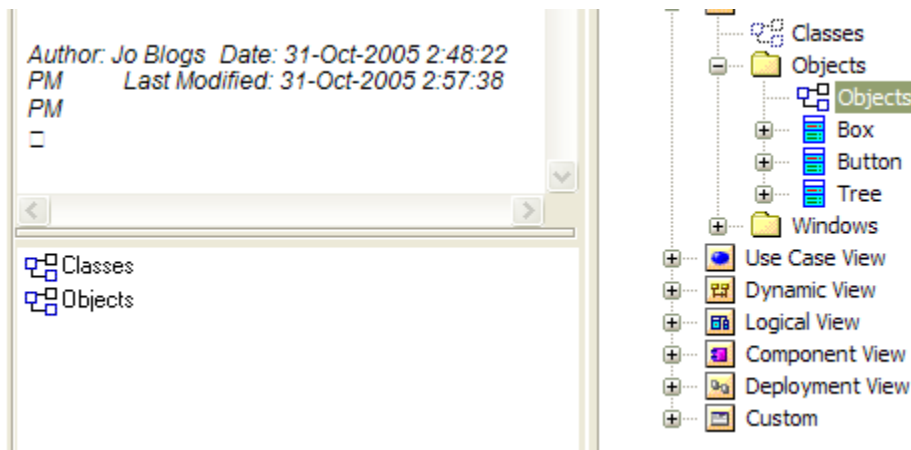 Author: Jo Blogs Date: 31-Oct-2005 2:48:22
PM Last Modified: 31-Oct-2005 2:57:38
PM
Classes
Objects
Classes
Objects
Objects
Box
Button
Tree
Windows
Use Case View
Dynamic View
Logical View
Component View
Deployment View
Custom